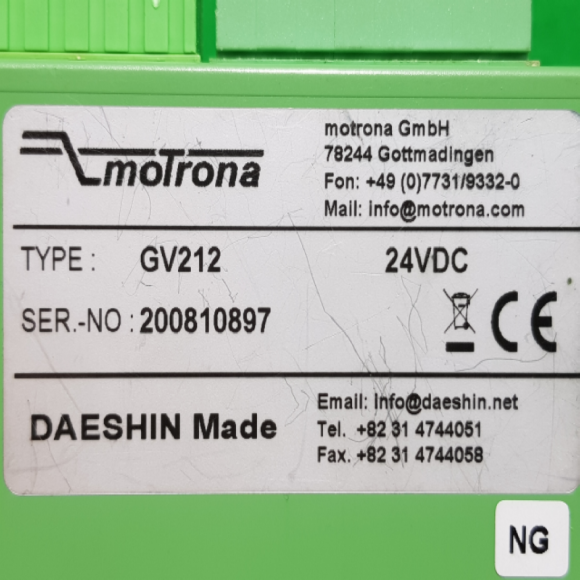 moTrona
motrona GmbH
78244 Gottmadingen
Fon: +49 (0)7731/9332-0
Mail: info@motrona.com
TYPE : GV212 24VDC
SER.-NO : 200810897
CE
DAESHIN Made
Email: info@daeshin.net
Tel. +82 31 4744051
Fax. +82 31 4744058
NG